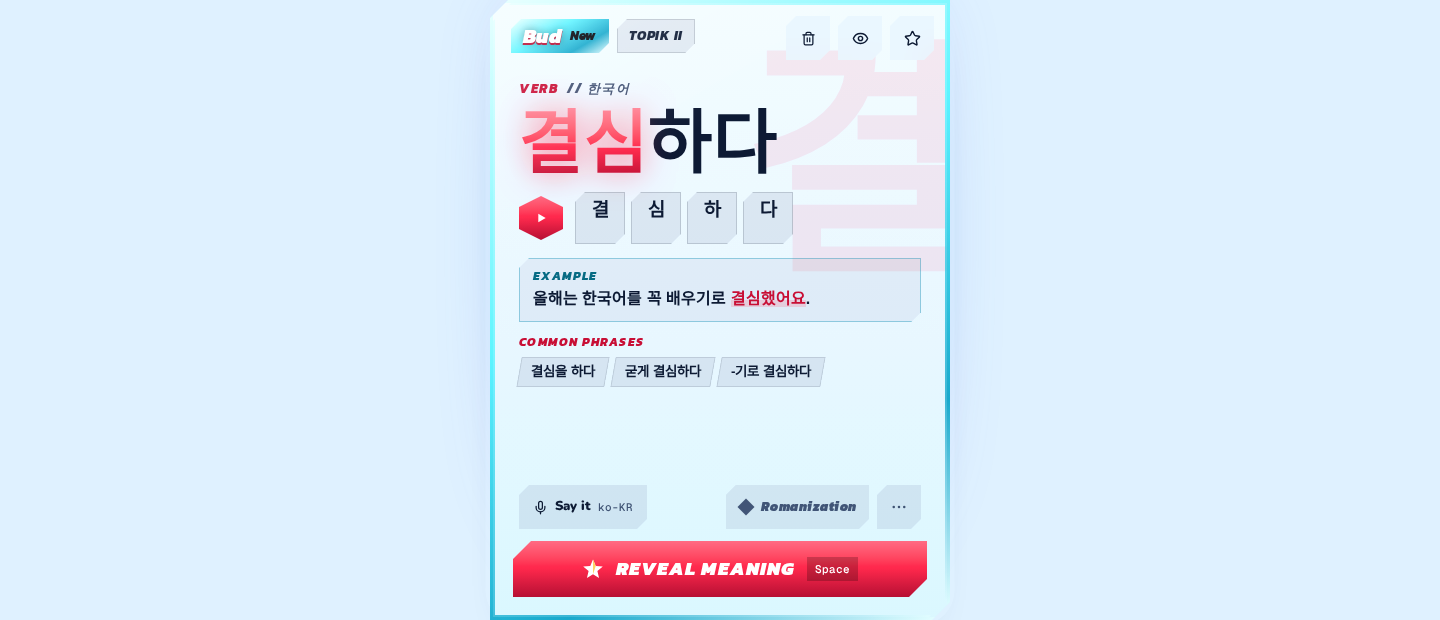 Bud New TOPIK II
VERB // 한국어
결심하다
결 심 하 다
EXAMPLE
올해는 한국어를 꼭 배우기로 결심했어요.
COMMON PHRASES
결심을 하다 굳게 결심하다 -기로 결심하다
Say it ko-KR ◆ Romanization ...
REVEAL MEANING Space
결